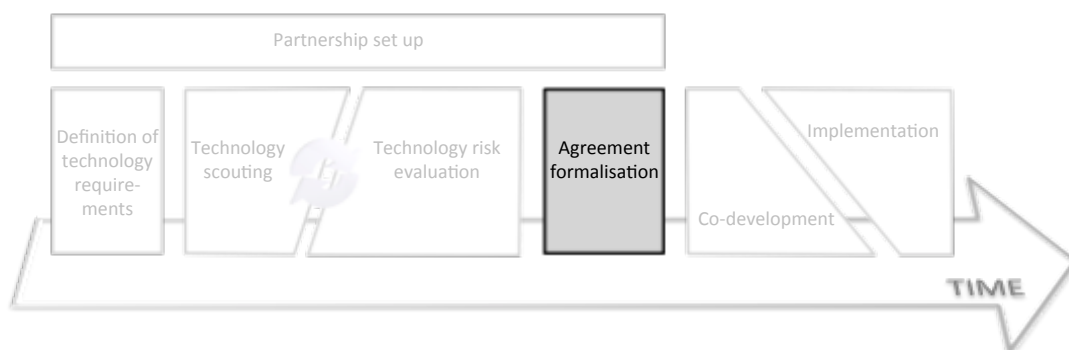 Partnership set up
Definition of
technology
require-
ments
Technology
scouting
Technology risk
evaluation
Agreement
formalisation
Co-development
Implementation
TIME